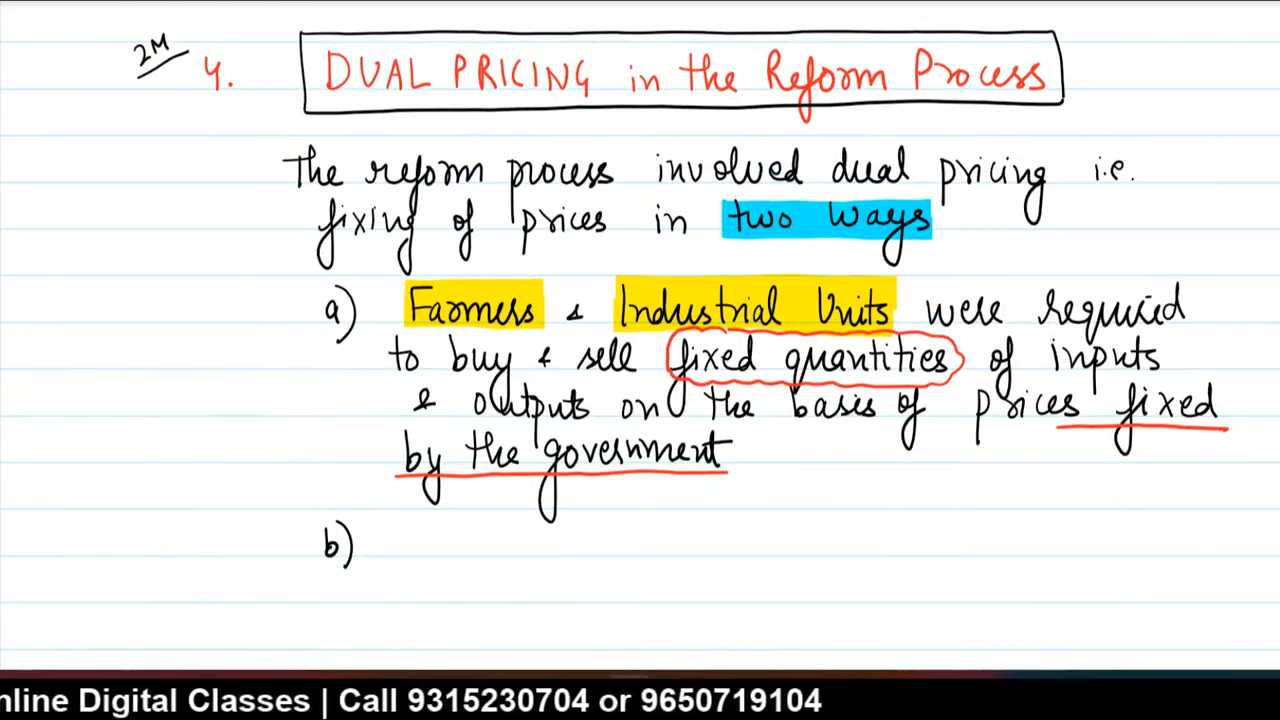 2M
4. DUAL PRICING in the Reform Process
The reform process involved dual pricing i.e.
fixing of prices in two ways
a) Farmers & Industrial Units were required
to buy & sell fixed quantities of inputs
& outputs on the basis of prices fixed
by the government
b)
nline Digital Classes | Call 9315230704 or 9650719104